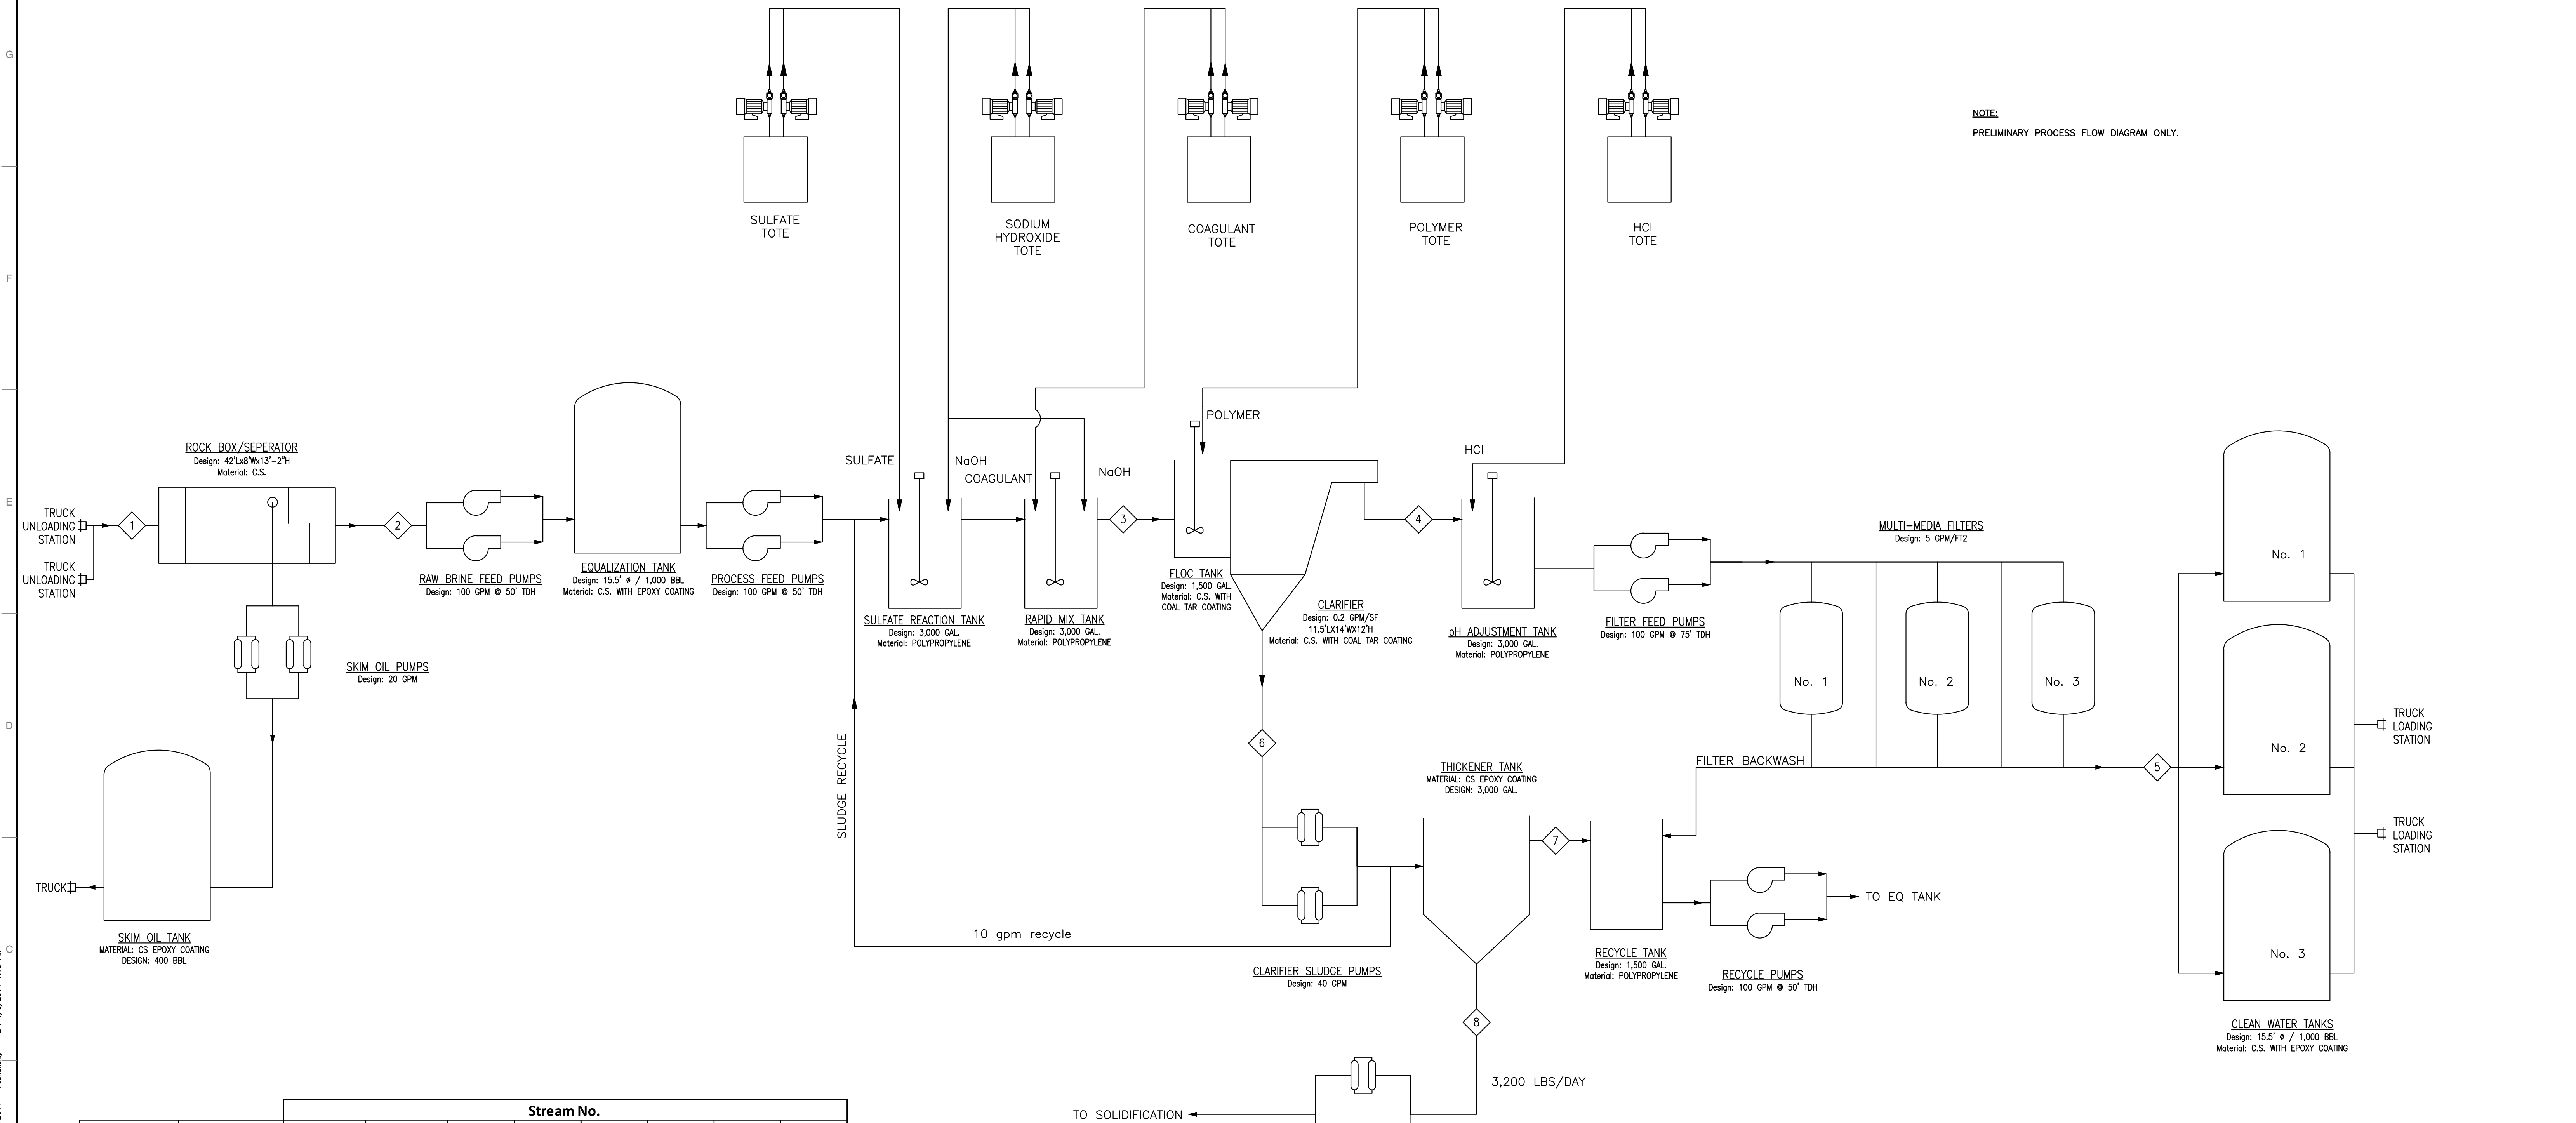 G
F
E
D
C
NOTE:
PRELIMINARY PROCESS FLOW DIAGRAM ONLY.
SULFATE
TOTE
SODIUM
HYDROXIDE
TOTE
COAGULANT
TOTE
POLYMER
TOTE
HCl
TOTE
ROCK BOX/SEPERATOR
Design: 42'Lx8'Wx13'-2"H
Material: C.S.
TRUCK
UNLOADING
STATION
TRUCK
UNLOADING
STATION
1
2
RAW BRINE FEED PUMPS
Design: 100 GPM @ 50' TDH
EQUALIZATION TANK
Design: 15.5' ø / 1,000 BBL
Material: C.S. WITH EPOXY COATING
PROCESS FEED PUMPS
Design: 100 GPM @ 50' TDH
SULFATE
NaOH
COAGULANT
NaOH
SULFATE REACTION TANK
Design: 3,000 GAL.
Material: POLYPROPYLENE
RAPID MIX TANK
Design: 3,000 GAL.
Material: POLYPROPYLENE
3
POLYMER
FLOC TANK
Design: 1,500 GAL.
Material: C.S. WITH
COAL TAR COATING
CLARIFIER
Design: 0.2 GPM/SF
11.5'LX14'WX12'H
Material: C.S. WITH COAL TAR COATING
4
HCl
pH ADJUSTMENT TANK
Design: 3,000 GAL.
Material: POLYPROPYLENE
FILTER FEED PUMPS
Design: 100 GPM @ 75' TDH
MULTI-MEDIA FILTERS
Design: 5 GPM/FT2
No. 1
No. 2
No. 3
FILTER BACKWASH
5
No. 1
No. 2
No. 3
TRUCK
LOADING
STATION
TRUCK
LOADING
STATION
CLEAN WATER TANKS
Design: 15.5' ø / 1,000 BBL
Material: C.S. WITH EPOXY COATING
SKIM OIL PUMPS
Design: 20 GPM
TRUCK
SKIM OIL TANK
MATERIAL: CS EPOXY COATING
DESIGN: 400 BBL
SLUDGE RECYCLE
10 gpm recycle
6
CLARIFIER SLUDGE PUMPS
Design: 40 GPM
THICKENER TANK
MATERIAL: CS EPOXY COATING
DESIGN: 3,000 GAL.
7
RECYCLE TANK
Design: 1,500 GAL.
Material: POLYPROPYLENE
RECYCLE PUMPS
Design: 100 GPM @ 50' TDH
TO EQ TANK
8
3,200 LBS/DAY
TO SOLIDIFICATION
Stream No.